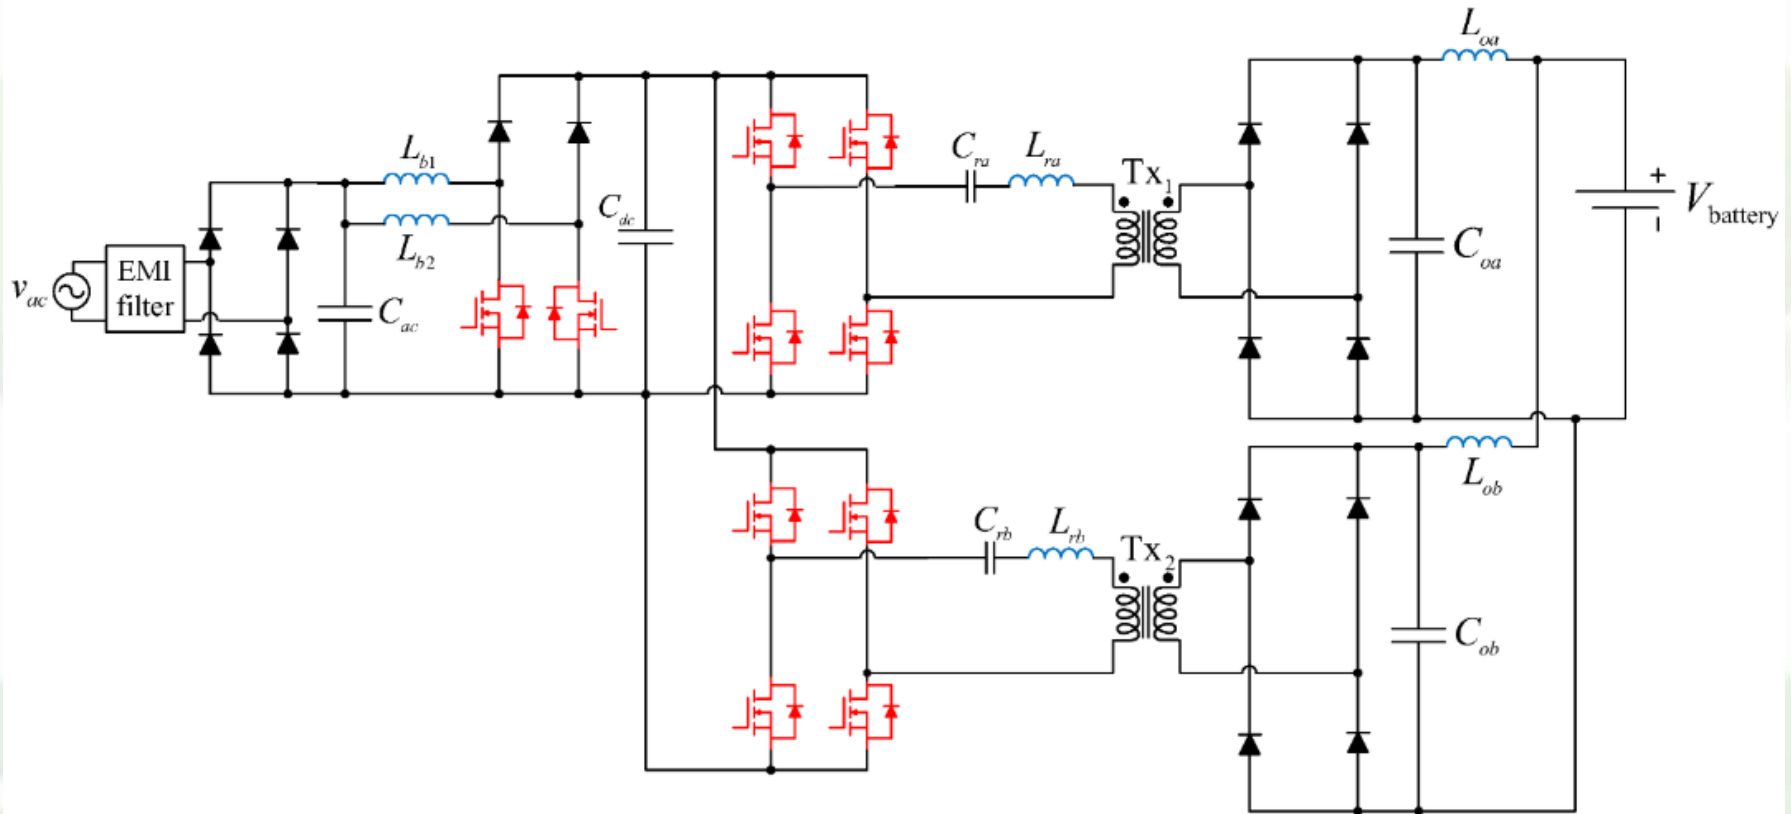 L_oa
L_b1
C_ra
L_ra
Tx_1
+
V_battery
C_dc
L_b2
v_ac
EMI
filter
C_ac
C_oa
L_ob
C_rb
L_rb
Tx_2
C_ob